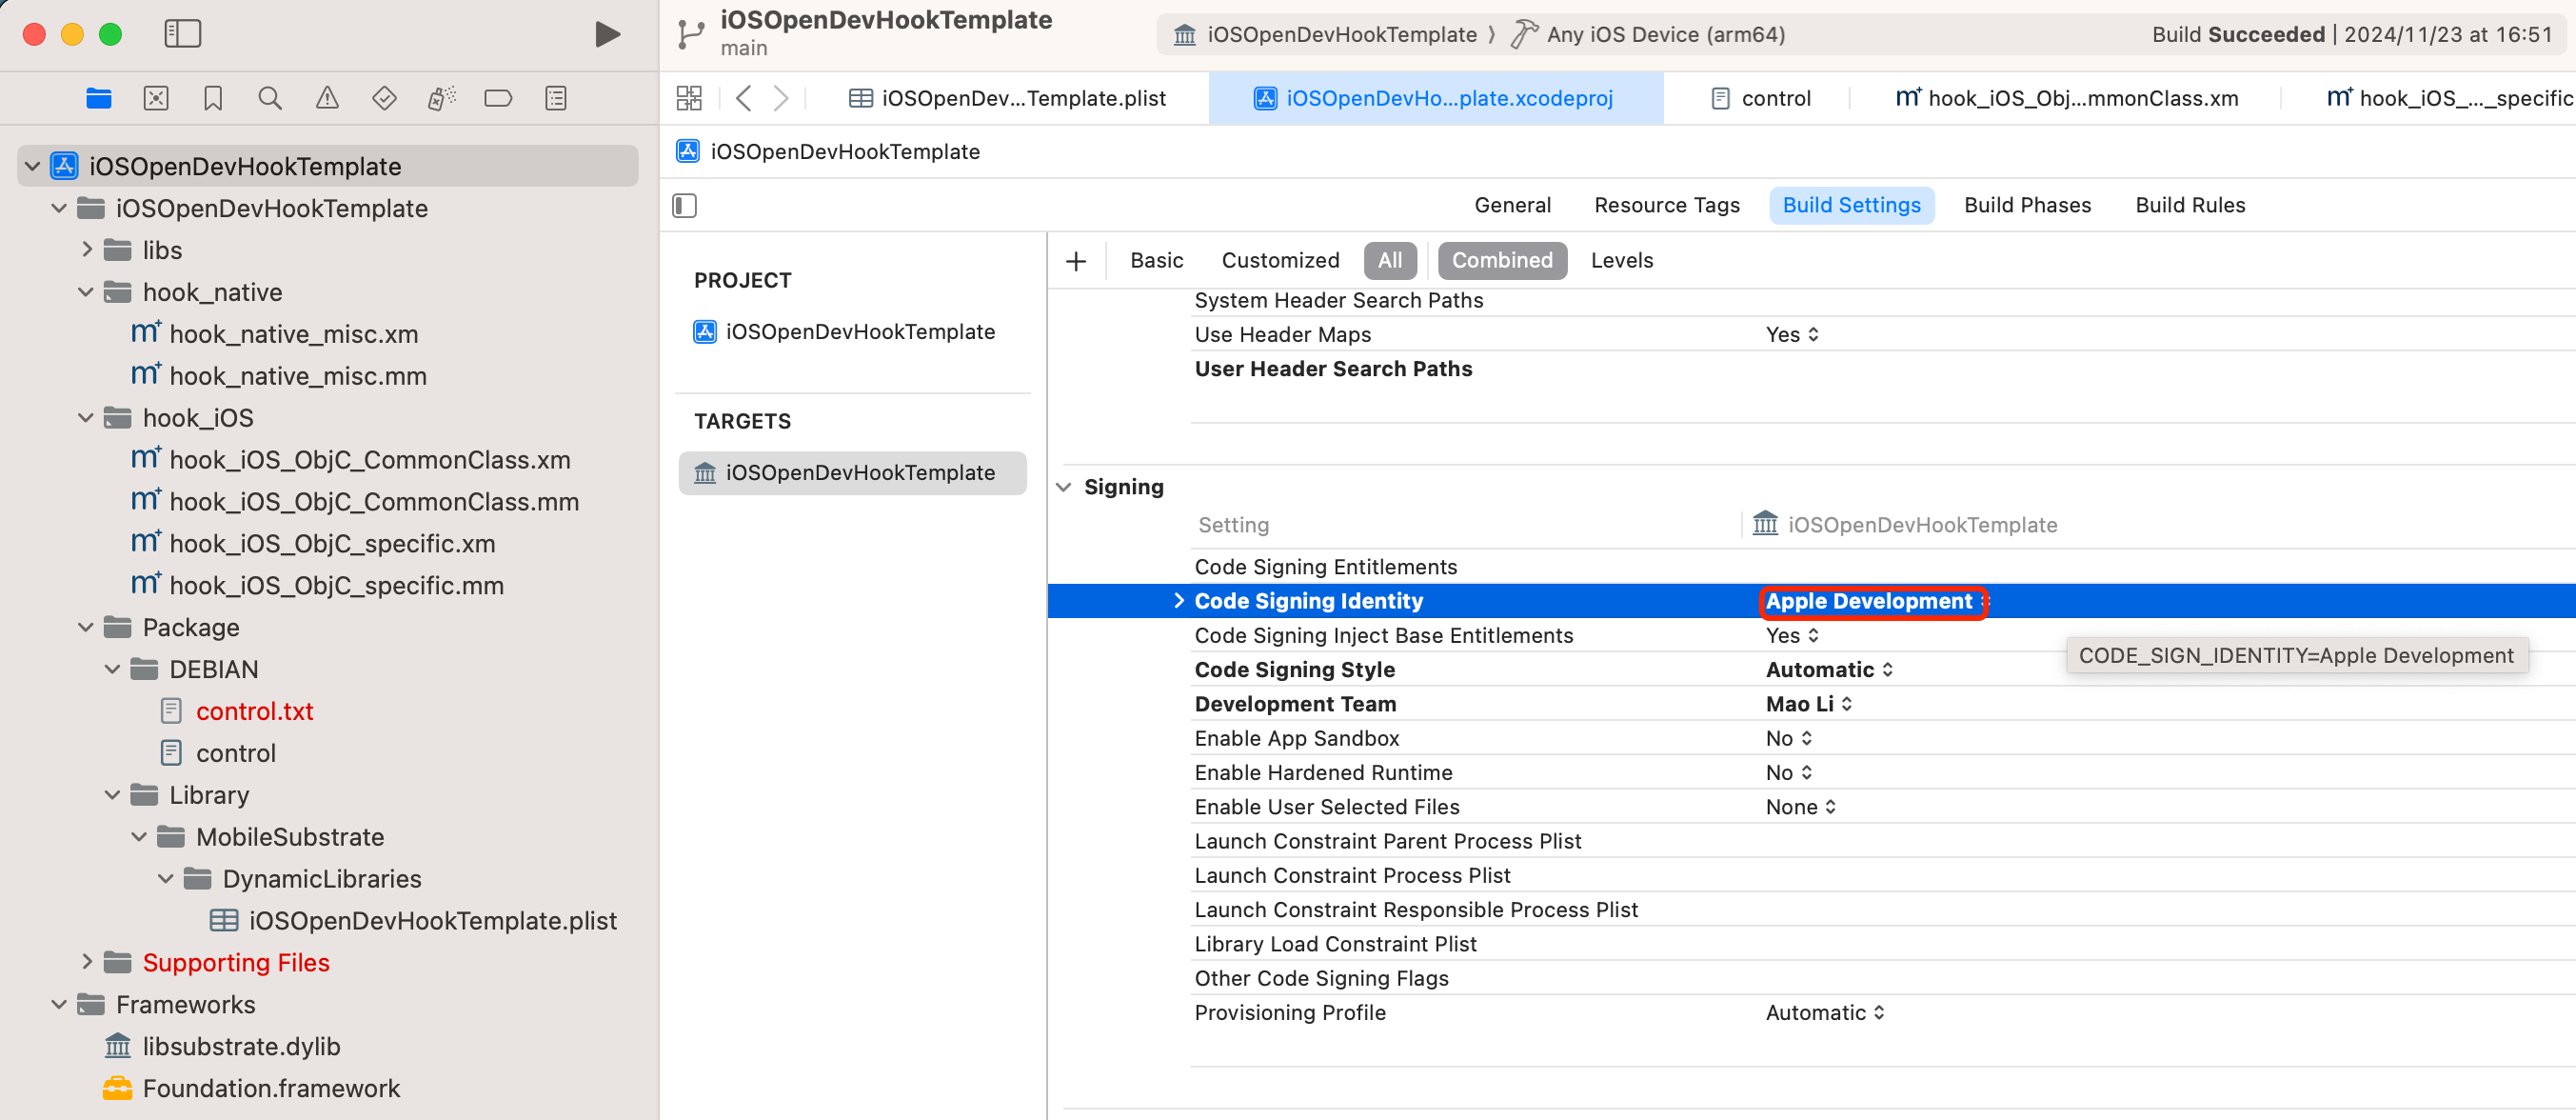 iOSOpenDevHookTemplate
main
iOSOpenDevHookTemplate 〉 Any iOS Device (arm64)
Build Succeeded | 2024/11/23 at 16:51
iOSOpenDev...Template.plist
iOSOpenDevHo...plate.xcodeproj
control
hook_iOS_Obj...mmonClass.xm
hook_iOS_..._specific
iOSOpenDevHookTemplate
General
Resource Tags
Build Settings
Build Phases
Build Rules
iOSOpenDevHookTemplate
iOSOpenDevHookTemplate
libs
hook_native
hook_native_misc.xm
hook_native_misc.mm
hook_iOS
hook_iOS_ObjC_CommonClass.xm
hook_iOS_ObjC_CommonClass.mm
hook_iOS_ObjC_specific.xm
hook_iOS_ObjC_specific.mm
Package
DEBIAN
control.txt
control
Library
MobileSubstrate
DynamicLibraries
iOSOpenDevHookTemplate.plist
Supporting Files
Frameworks
libsubstrate.dylib
Foundation.framework
PROJECT
iOSOpenDevHookTemplate
TARGETS
iOSOpenDevHookTemplate
Basic
Customized
All
Combined
Levels
System Header Search Paths
Use Header Maps Yes
User Header Search Paths
Signing
Setting iOSOpenDevHookTemplate
Code Signing Entitlements
Code Signing Identity Apple Development
Code Signing Inject Base Entitlements Yes
CODE_SIGN_IDENTITY=Apple Development
Code Signing Style Automatic
Development Team Mao Li
Enable App Sandbox No
Enable Hardened Runtime No
Enable User Selected Files None
Launch Constraint Parent Process Plist
Launch Constraint Process Plist
Launch Constraint Responsible Process Plist
Library Load Constraint Plist
Other Code Signing Flags
Provisioning Profile Automatic